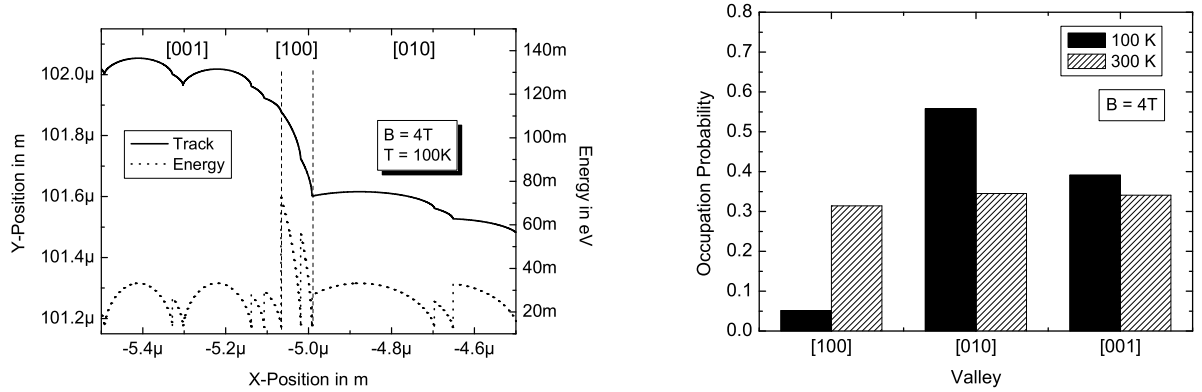 [001] [100] [010]
102.0µ
101.8µ
101.6µ
101.4µ
101.2µ
Y-Position in m
Track
Energy
B = 4T
T = 100K
140m
120m
100m
80m
60m
40m
20m
Energy in eV
-5.4µ -5.2µ -5.0µ -4.8µ -4.6µ
X-Position in m
0.8
0.7
0.6
0.5
0.4
0.3
0.2
0.1
0.0
Occupation Probability
100 K
300 K
B = 4T
[100] [010] [001]
Valley